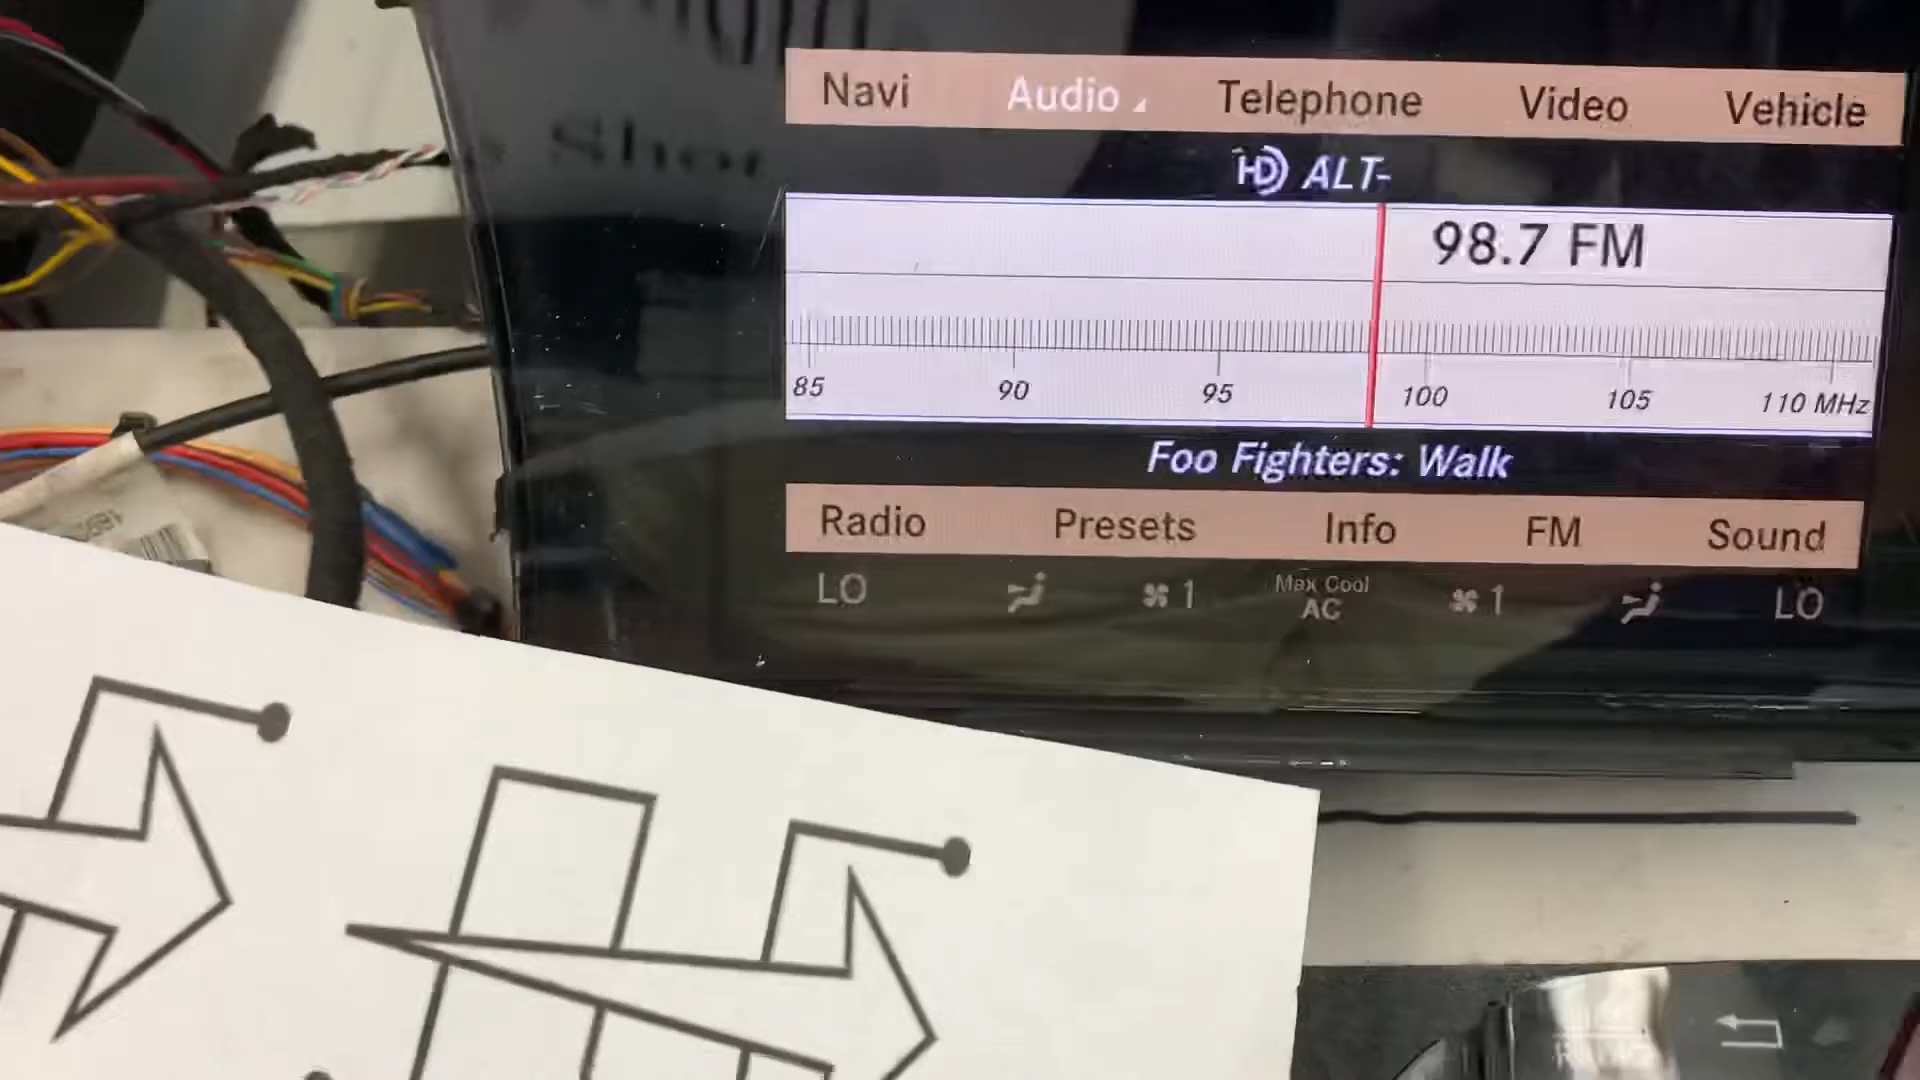 Navi Audio Telephone Video Vehicle
HD ALT-
98.7 FM
85 90 95 100 105 110 MHz
Foo Fighters: Walk
Radio Presets Info FM Sound
LO 1 Max Cool AC 1 LO